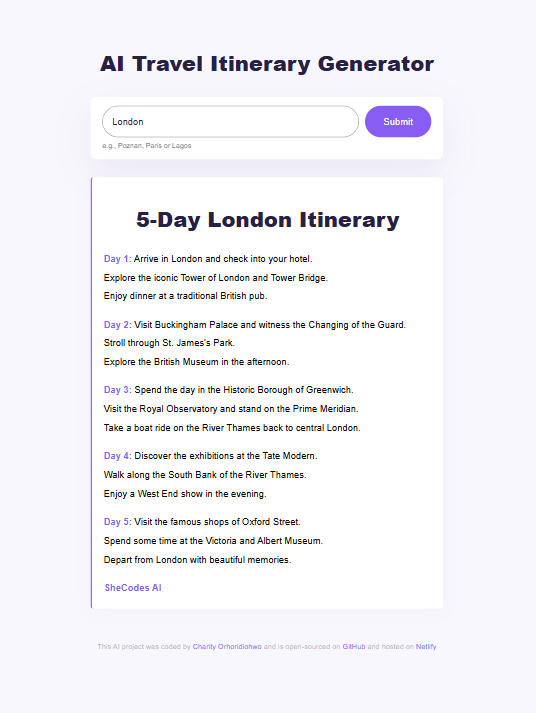 AI Travel Itinerary Generator
London
Submit
e.g., Poznan, Paris or Lagos
5-Day London Itinerary
Day 1: Arrive in London and check into your hotel.
Explore the iconic Tower of London and Tower Bridge.
Enjoy dinner at a traditional British pub.
Day 2: Visit Buckingham Palace and witness the Changing of the Guard.
Stroll through St. James's Park.
Explore the British Museum in the afternoon.
Day 3: Spend the day in the Historic Borough of Greenwich.
Visit the Royal Observatory and stand on the Prime Meridian.
Take a boat ride on the River Thames back to central London.
Day 4: Discover the exhibitions at the Tate Modern.
Walk along the South Bank of the River Thames.
Enjoy a West End show in the evening.
Day 5: Visit the famous shops of Oxford Street.
Spend some time at the Victoria and Albert Museum.
Depart from London with beautiful memories.
SheCodes AI
This AI project was coded by Charity Orhoridiohwo and is open-sourced on GitHub and hosted on Netlify